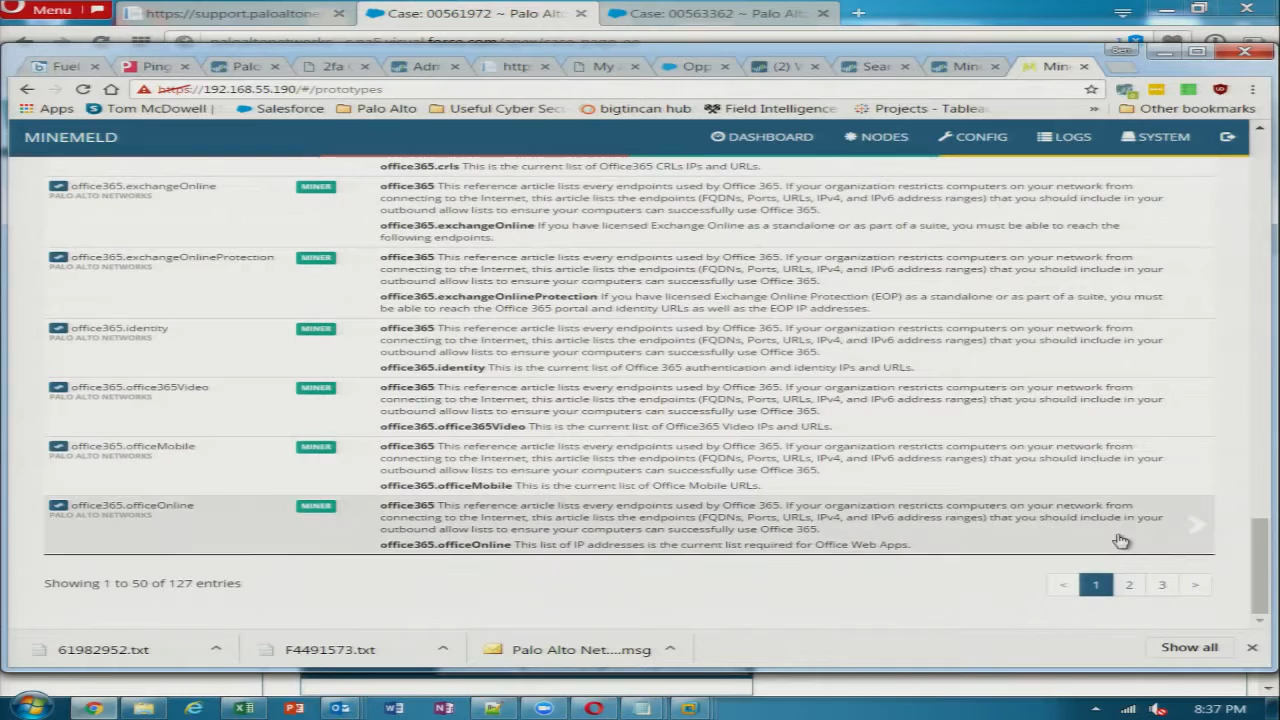 Menu
https://support.paloaltone
Case: 00561972 ~ Palo Alt
Case: 00563362 ~ Palo Alt
Ben
Fuel
Ping
Palo
2fa
Adm
http
My
Opp
(2)
Sear
Mine
Mine
https://192.168.55.190/#/prototypes
Apps
Tom McDowell |
Salesforce
Palo Alto
Useful Cyber Sec
bigtincan hub
Field Intelligence
Projects - Tablea
»
Other bookmarks
MINEMELD
DASHBOARD
NODES
CONFIG
LOGS
SYSTEM
office365.crls This is the current list of Office365 CRLs IPs and URLs.
office365.exchangeOnline
PALO ALTO NETWORKS
MINER
office365 This reference article lists every endpoints used by Office 365. If your organization restricts computers on your network from
connecting to the Internet, this article lists the endpoints (FQDNs, Ports, URLs, IPv4, and IPv6 address ranges) that you should include in your
outbound allow lists to ensure your computers can successfully use Office 365.
office365.exchangeOnline If you have licensed Exchange Online as a standalone or as part of a suite, you must be able to reach the
following endpoints.
office365.exchangeOnlineProtection
PALO ALTO NETWORKS
MINER
office365 This reference article lists every endpoints used by Office 365. If your organization restricts computers on your network from
connecting to the Internet, this article lists the endpoints (FQDNs, Ports, URLs, IPv4, and IPv6 address ranges) that you should include in your
outbound allow lists to ensure your computers can successfully use Office 365.
office365.exchangeOnlineProtection If you have licensed Exchange Online Protection (EOP) as a standalone or as part of a suite, you must
be able to reach the Office 365 portal and identity URLs as well as the EOP IP addresses.
office365.identity
PALO ALTO NETWORKS
MINER
office365 This reference article lists every endpoints used by Office 365. If your organization restricts computers on your network from
connecting to the Internet, this article lists the endpoints (FQDNs, Ports, URLs, IPv4, and IPv6 address ranges) that you should include in your
outbound allow lists to ensure your computers can successfully use Office 365.
office365.identity This is the current list of Office 365 authentication and identity IPs and URLs.
office365.office365Video
PALO ALTO NETWORKS
MINER
office365 This reference article lists every endpoints used by Office 365. If your organization restricts computers on your network from
connecting to the Internet, this article lists the endpoints (FQDNs, Ports, URLs, IPv4, and IPv6 address ranges) that you should include in your
outbound allow lists to ensure your computers can successfully use Office 365.
office365.office365Video This is the current list of Office365 Video IPs and URLs.
office365.officeMobile
PALO ALTO NETWORKS
MINER
office365 This reference article lists every endpoints used by Office 365. If your organization restricts computers on your network from
connecting to the Internet, this article lists the endpoints (FQDNs, Ports, URLs, IPv4, and IPv6 address ranges) that you should include in your
outbound allow lists to ensure your computers can successfully use Office 365.
office365.officeMobile This is the current list of Office Mobile URLs.
office365.officeOnline
PALO ALTO NETWORKS
MINER
office365 This reference article lists every endpoints used by Office 365. If your organization restricts computers on your network from
connecting to the Internet, this article lists the endpoints (FQDNs, Ports, URLs, IPv4, and IPv6 address ranges) that you should include in your
outbound allow lists to ensure your computers can successfully use Office 365.
office365.officeOnline This list of IP addresses is the current list required for Office Web Apps.
Showing 1 to 50 of 127 entries
< 1 2 3 >
61982952.txt
F4491573.txt
Palo Alto Net....msg
Show all
8:37 PM